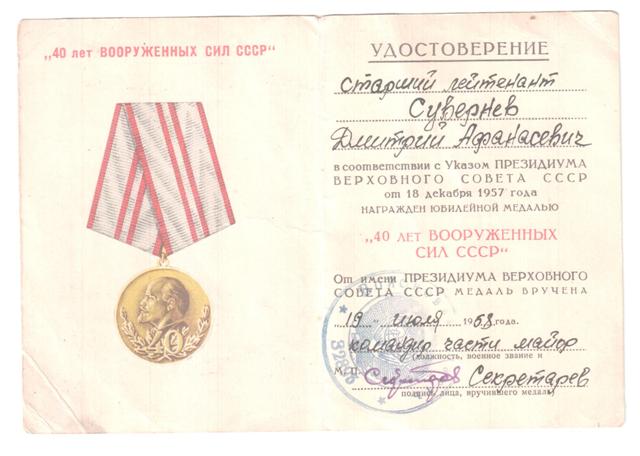 „40 лет ВООРУЖЕННЫХ СИЛ СССР“
40
УДОСТОВЕРЕНИЕ
старший лейтенант
Сувернев
Дмитрий Афанасевич
в соответствии с Указом ПРЕЗИДИУМА
ВЕРХОВНОГО СОВЕТА СССР
от 18 декабря 1957 года
НАГРАЖДЕН ЮБИЛЕЙНОЙ МЕДАЛЬЮ
„40 ЛЕТ ВООРУЖЕННЫХ
СИЛ СССР“
От имени ПРЕЗИДИУМА ВЕРХОВНОГО
СОВЕТА СССР МЕДАЛЬ ВРУЧЕНА
19 июля 1958 года.
командир части майор
(должность, военное звание и
М.П. Секретарев
подпись лица, вручившего медаль)